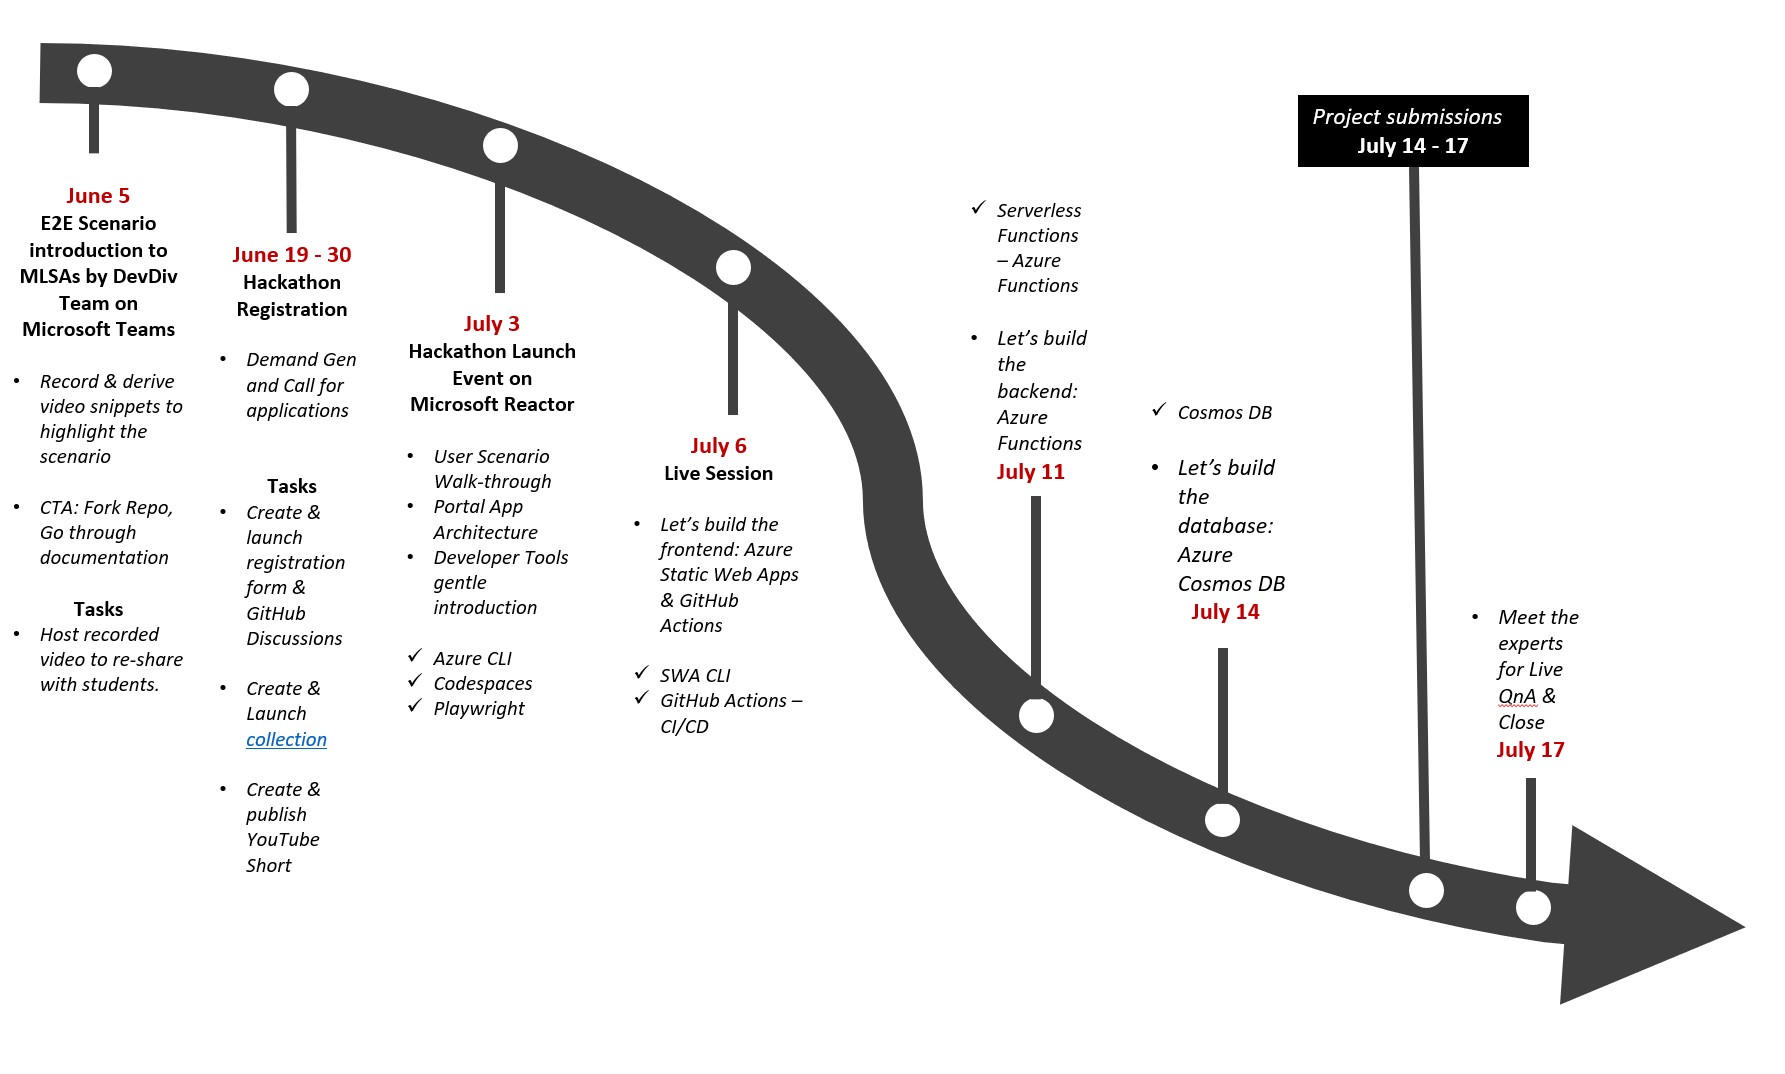 June 5
E2E Scenario
introduction to
MLSAs by DevDiv
Team on
Microsoft Teams
• Record & derive
video snippets to
highlight the
scenario
• CTA: Fork Repo,
Go through
documentation
Tasks
• Host recorded
video to re-share
with students.
June 19 - 30
Hackathon
Registration
• Demand Gen
and Call for
applications
Tasks
• Create &
launch
registration
form &
GitHub
Discussions
• Create &
Launch
collection
• Create &
publish
YouTube
Short
July 3
Hackathon Launch
Event on
Microsoft Reactor
• User Scenario
Walk-through
• Portal App
Architecture
• Developer Tools
gentle
introduction
✓ Azure CLI
✓ Codespaces
✓ Playwright
July 6
Live Session
• Let’s build the
frontend: Azure
Static Web Apps
& GitHub
Actions
✓ SWA CLI
✓ GitHub Actions –
CI/CD
✓ Serverless
Functions
– Azure
Functions
• Let’s build
the
backend:
Azure
Functions
July 11
✓ Cosmos DB
• Let’s build
the
database:
Azure
Cosmos DB
July 14
Project submissions
July 14 - 17
• Meet the
experts
for Live
QnA &
Close
July 17